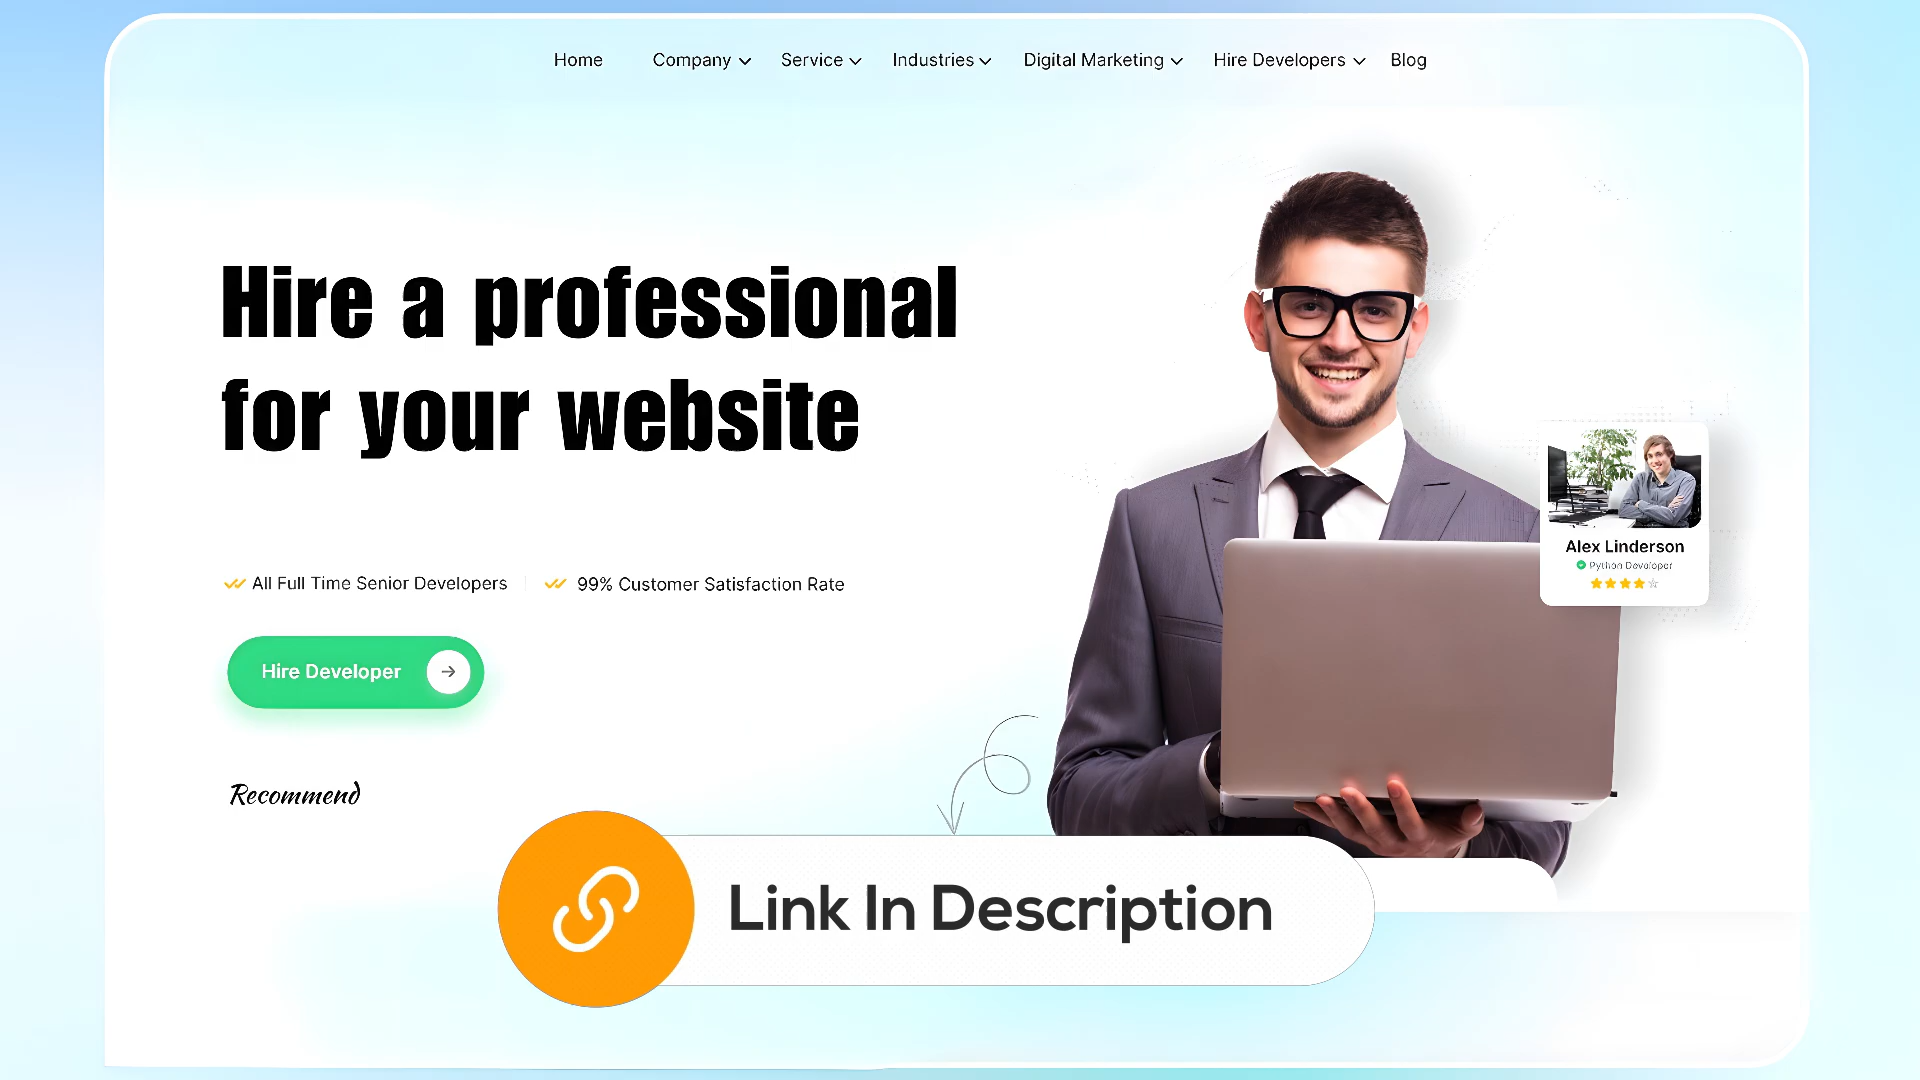 Home Company Service Industries Digital Marketing Hire Developers Blog
Hire a professional
for your website
All Full Time Senior Developers 99% Customer Satisfaction Rate
Hire Developer
Alex Linderson
Python Developer
Recommend
Link In Description